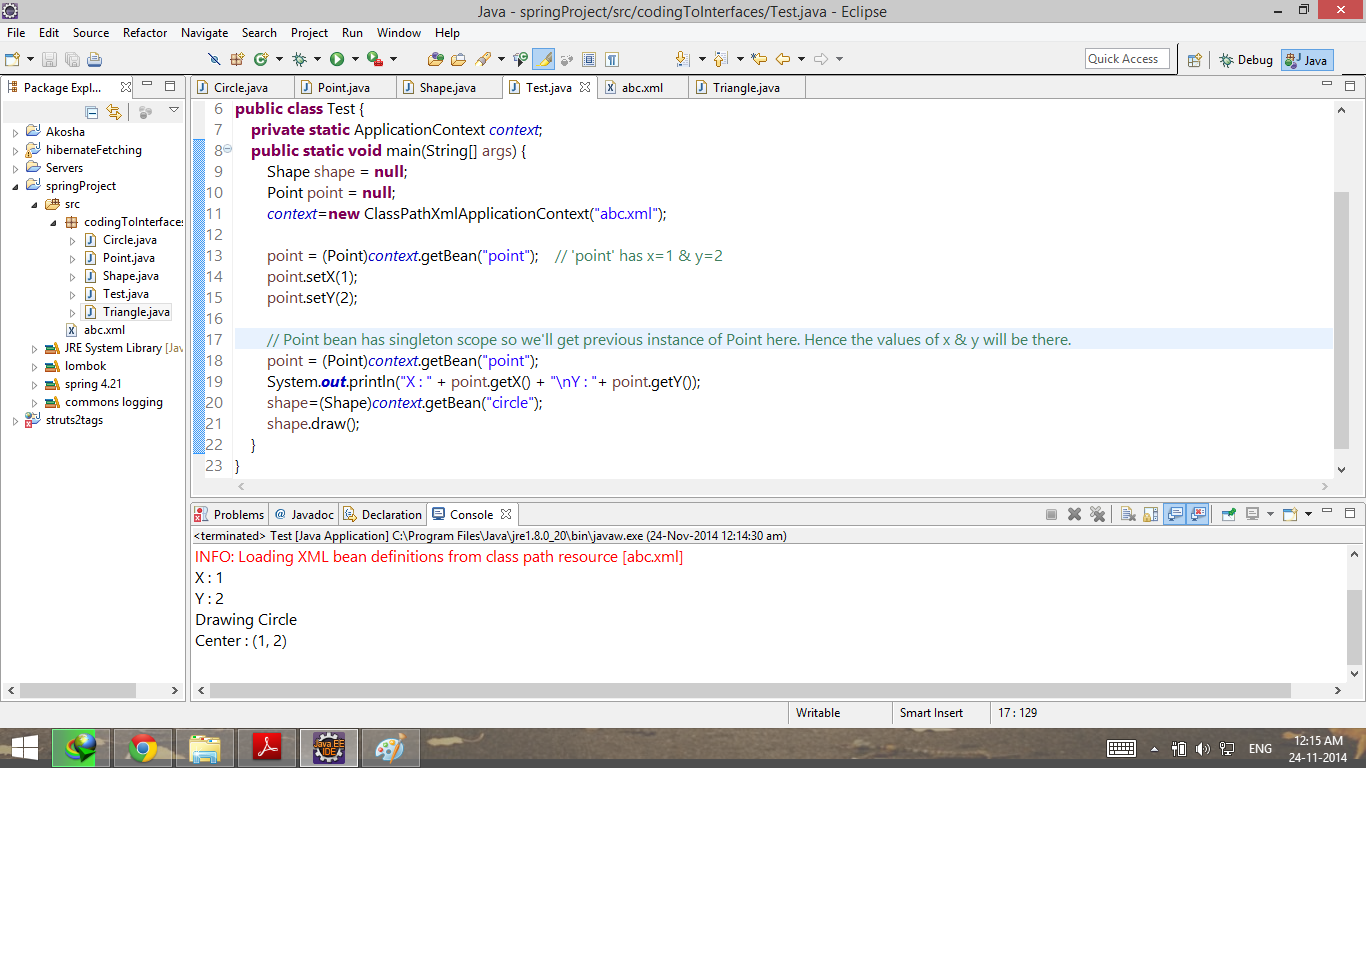 Java - springProject/src/codingToInterfaces/Test.java - Eclipse
File Edit Source Refactor Navigate Search Project Run Window Help
Quick Access Debug Java
Package Expl...
Akosha
hibernateFetching
Servers
springProject
src
codingToInterfaces
Circle.java
Point.java
Shape.java
Test.java
Triangle.java
abc.xml
JRE System Library [Jav
lombok
spring 4.21
commons logging
struts2tags
Circle.java Point.java Shape.java Test.java abc.xml Triangle.java
6 public class Test {
7 private static ApplicationContext context;
8 public static void main(String[] args) {
9 Shape shape = null;
10 Point point = null;
11 context=new ClassPathXmlApplicationContext("abc.xml");
12
13 point = (Point)context.getBean("point"); // 'point' has x=1 & y=2
14 point.setX(1);
15 point.setY(2);
16
17 // Point bean has singleton scope so we'll get previous instance of Point here. Hence the values of x & y will be there.
18 point = (Point)context.getBean("point");
19 System.out.println("X : " + point.getX() + "\nY : "+ point.getY());
20 shape=(Shape)context.getBean("circle");
21 shape.draw();
22 }
23 }
Problems @ Javadoc Declaration Console
<terminated> Test [Java Application] C:\Program Files\Java\jre1.8.0_20\bin\javaw.exe (24-Nov-2014 12:14:30 am)
INFO: Loading XML bean definitions from class path resource [abc.xml]
X : 1
Y : 2
Drawing Circle
Center : (1, 2)
Writable Smart Insert 17 : 129
Java EE
IDE
ENG
12:15 AM
24-11-2014